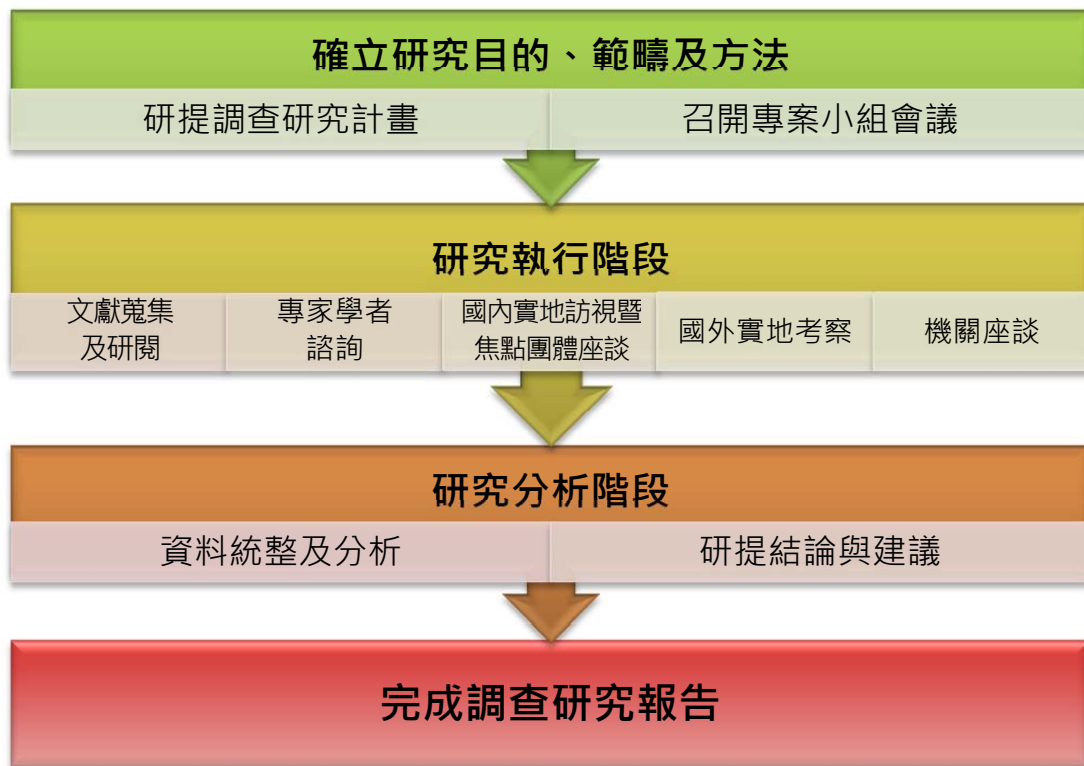 確立研究目的、範疇及方法
研提調查研究計畫
召開專案小組會議
研究執行階段
文獻蒐集
及研閱
專家學者
諮詢
國內實地訪視暨
焦點團體座談
國外實地考察
機關座談
研究分析階段
資料統整及分析
研提結論與建議
完成調查研究報告